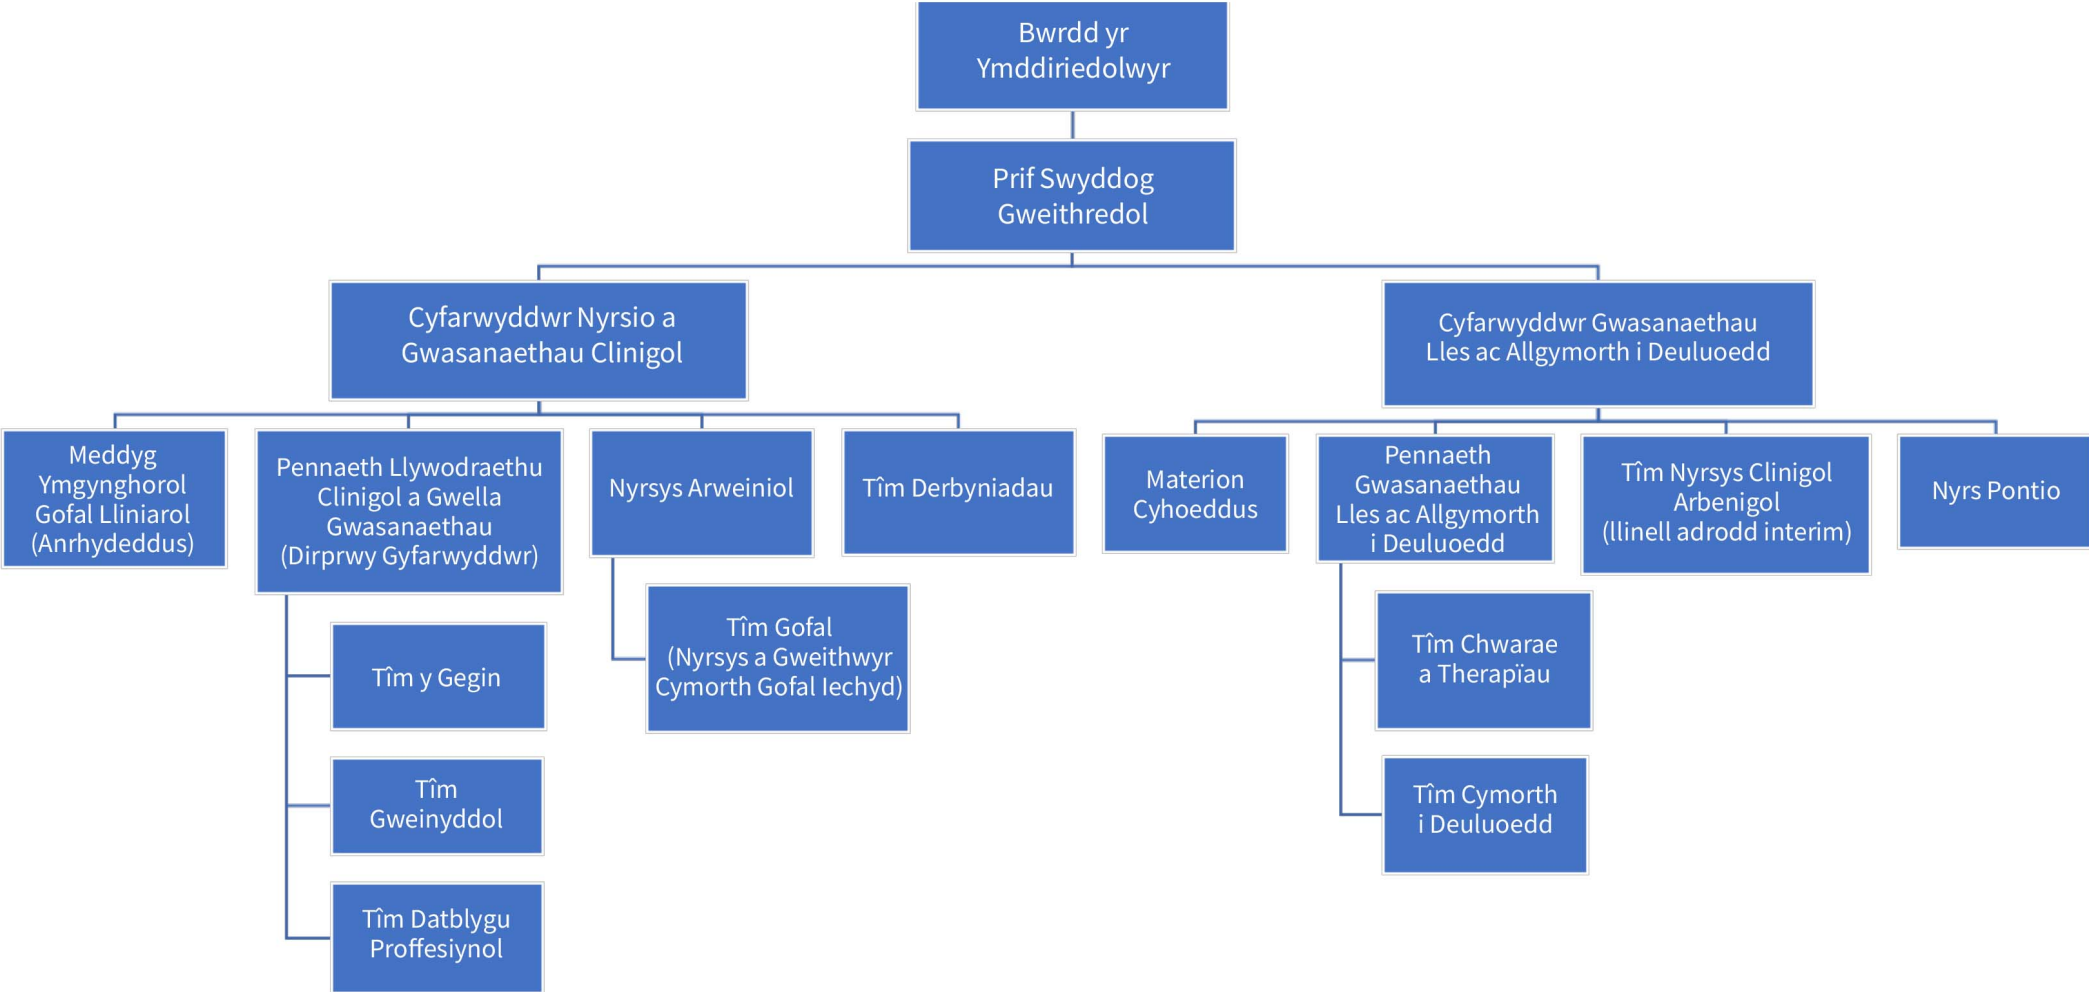 Bwrdd yr
Ymddiriedolwyr
Prif Swyddog
Gweithredol
Cyfarwyddwr Nyrsio a
Gwasanaethau Clinigol
Cyfarwyddwr Gwasanaethau
Lles ac Allgymorth i Deuluoedd
Meddyg
Ymgynghorol
Gofal Lliniarol
(Anrhydeddus)
Pennaeth Llywodraethu
Clinigol a Gwella
Gwasanaethau
(Dirprwy Gyfarwyddwr)
Nyrsys Arweiniol
Tîm Derbyniadau
Materion
Cyhoeddus
Pennaeth
Gwasanaethau
Lles ac Allgymorth
i Deuluoedd
Tîm Nyrsys Clinigol
Arbenigol
(llinell adrodd interim)
Nyrs Pontio
Tîm y Gegin
Tîm
Gweinyddol
Tîm Datblygu
Proffesiynol
Tîm Gofal
(Nyrsys a Gweithwyr
Cymorth Gofal Iechyd)
Tîm Chwarae
a Therapïau
Tîm Cymorth
i Deuluoedd